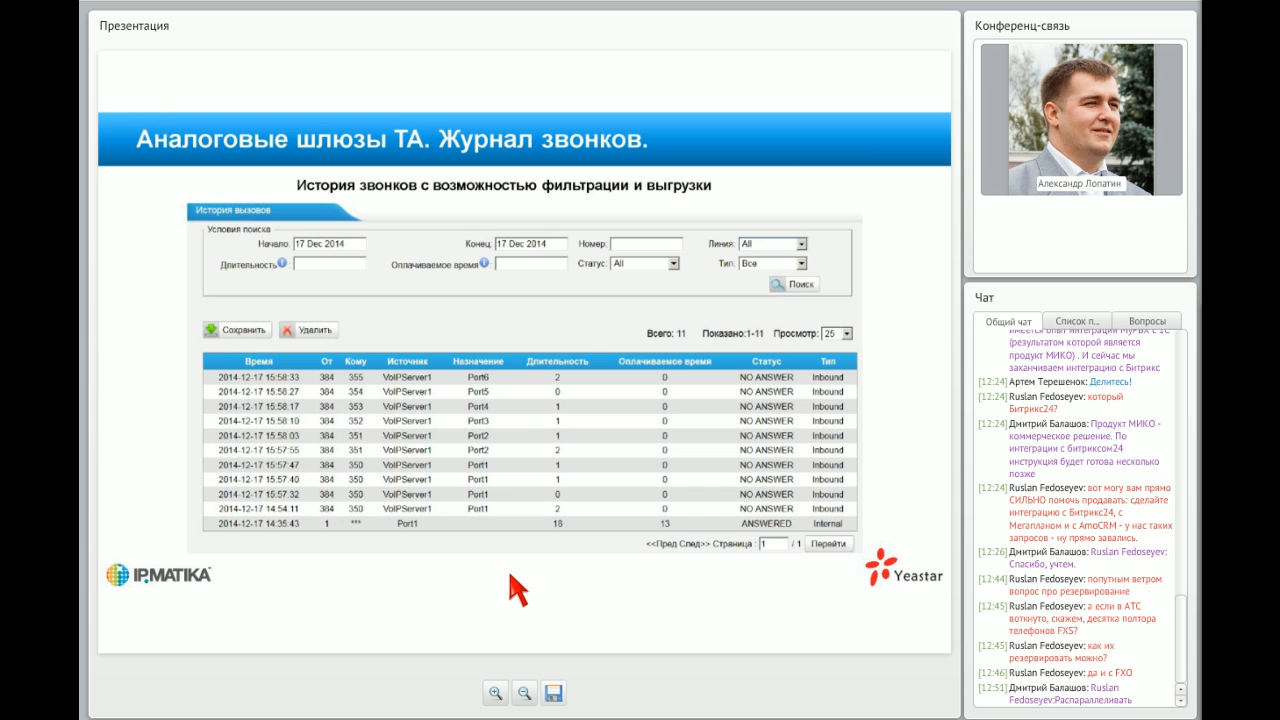 Презентация
Аналоговые шлюзы TA. Журнал звонков.
История звонков с возможностью фильтрации и выгрузки
История вызовов
Условия поиска
Начало: 17 Dec 2014 Конец: 17 Dec 2014 Номер: Линия: All
Длительность : Оплачиваемое время : Статус: All Тип: Все
Поиск
Сохранить Удалить Всего: 11 Показано:1-11 Просмотр: 25
Время От Кому Источник Назначение Длительность Оплачиваемое время Статус Тип
2014-12-17 15:58:33 384 355 VoIPServer1 Port6 2 0 NO ANSWER Inbound
2014-12-17 15:58:27 384 354 VoIPServer1 Port5 0 0 NO ANSWER Inbound
2014-12-17 15:58:17 384 353 VoIPServer1 Port4 1 0 NO ANSWER Inbound
2014-12-17 15:58:10 384 352 VoIPServer1 Port3 1 0 NO ANSWER Inbound
2014-12-17 15:58:03 384 351 VoIPServer1 Port2 1 0 NO ANSWER Inbound
2014-12-17 15:57:55 384 351 VoIPServer1 Port2 2 0 NO ANSWER Inbound
2014-12-17 15:57:47 384 350 VoIPServer1 Port1 1 0 NO ANSWER Inbound
2014-12-17 15:57:40 384 350 VoIPServer1 Port1 1 0 NO ANSWER Inbound
2014-12-17 15:57:32 384 350 VoIPServer1 Port1 0 0 NO ANSWER Inbound
2014-12-17 14:54:11 384 350 VoIPServer1 Port1 2 0 NO ANSWER Inbound
2014-12-17 14:35:43 1 *** Port1 18 13 ANSWERED Internal
<<Пред След>> Страница : 1 / 1 Перейти
IPMATIKA
Yeastar
Конференц-связь
Александр Лопатин
Чат
Общий чат Список п... Вопросы
имеется опыт интеграции MyPBX с 1С
(результатом которой является
продукт МИКО) . И сейчас мы
заканчиваем интеграцию с Битрикс
[12:24] Артем Терешенок: Делитесь!
[12:24] Ruslan Fedoseyev: который
Битрикс24?
[12:24] Дмитрий Балашов: Продукт МИКО -
коммерческое решение. По
интеграции с битриксом24
инструкция будет готова несколько
позже
[12:24] Ruslan Fedoseyev: вот могу вам прямо
СИЛЬНО помочь продавать: сделайте
интеграцию с Битрикс24, с
Мегапланом и с AmoCRM - у нас таких
запросов - ну прямо завались.
[12:26] Дмитрий Балашов: Ruslan Fedoseyev:
Спасибо, учтем.
[12:44] Ruslan Fedoseyev: попутным ветром
вопрос про резервирование
[12:45] Ruslan Fedoseyev: а если в АТС
воткнуто, скажем, десятка полтора
телефонов FXS?
[12:45] Ruslan Fedoseyev: как их
резервировать можно?
[12:46] Ruslan Fedoseyev: да и с FXO
[12:51] Дмитрий Балашов: Ruslan
Fedoseyev:Распараллеливать